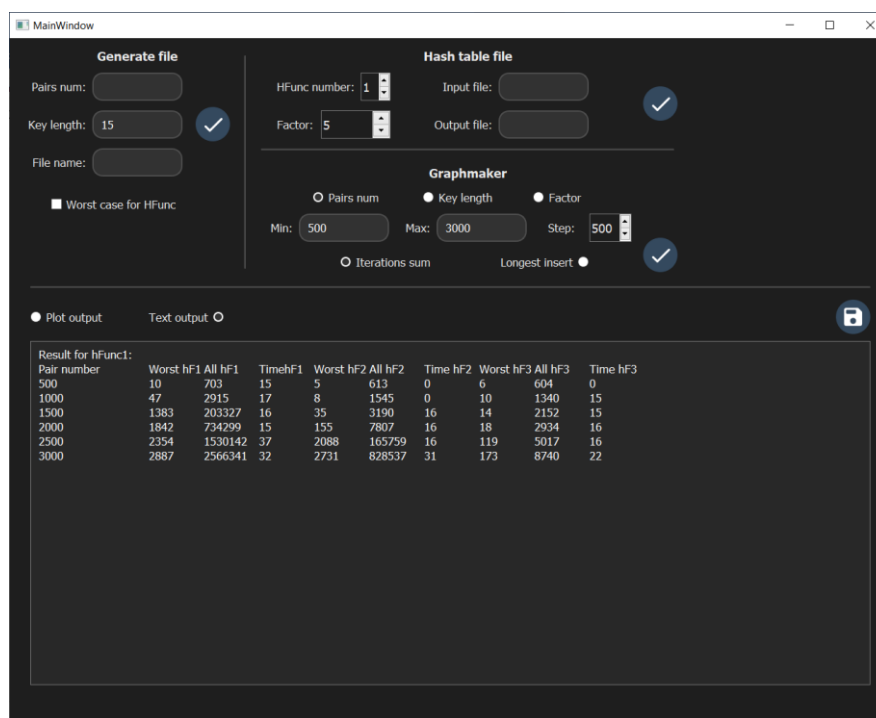 MainWindow
Generate file
Pairs num:
Key length: 15
File name:
Worst case for HFunc
Hash table file
HFunc number: 1 Input file:
Factor: 5 Output file:
Graphmaker
Pairs num Key length Factor
Min: 500 Max: 3000 Step: 500
Iterations sum Longest insert
Plot output Text output
Result for hFunc1:
Pair number Worst hF1 All hF1 TimehF1 Worst hF2 All hF2 Time hF2 Worst hF3 All hF3 Time hF3
500 10 703 15 5 613 0 6 604 0
1000 47 2915 17 8 1545 0 10 1340 15
1500 1383 203327 16 35 3190 16 14 2152 15
2000 1842 734299 15 155 7807 16 18 2934 16
2500 2354 1530142 37 2088 165759 16 119 5017 16
3000 2887 2566341 32 2731 828537 31 173 8740 22